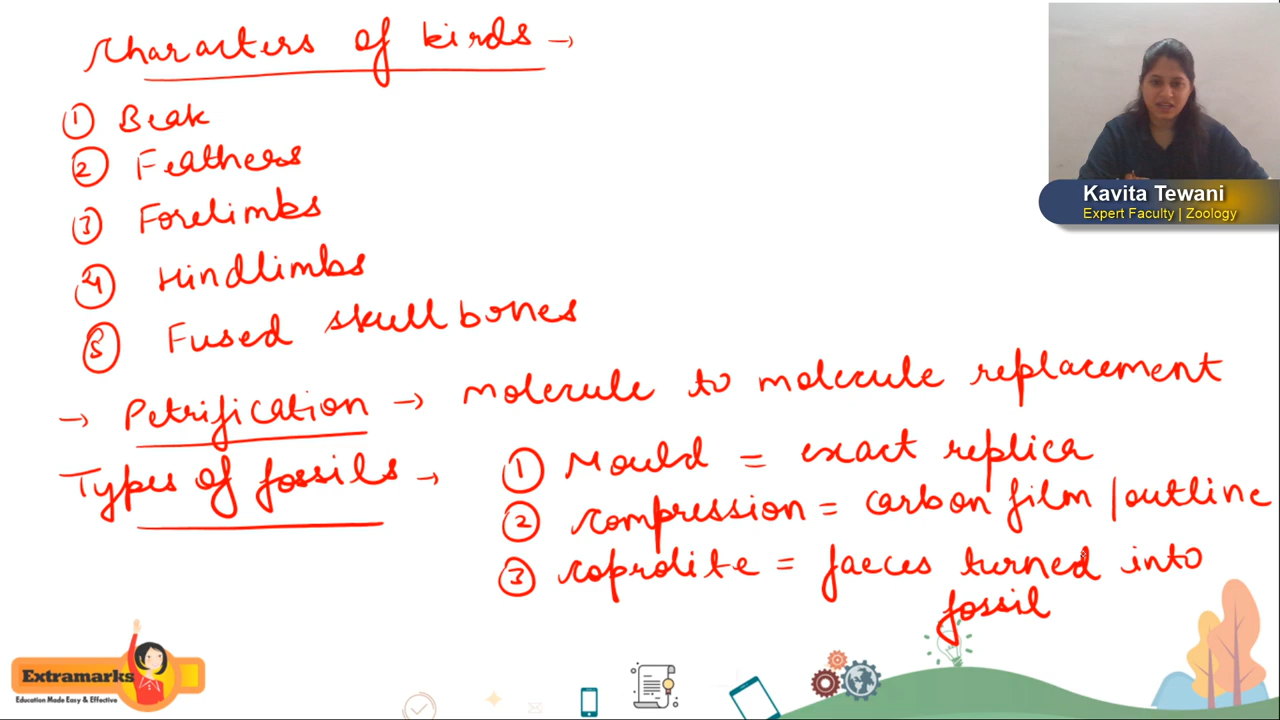 Characters of birds →
① Beak
② Feathers
③ Forelimbs
④ Hindlimbs
⑤ Fused skull bones
→ Petrification → Molecule to molecule replacement
Types of fossils → ① Mould = exact replica
② compression = carbon film / outline
③ coprolite = faeces turned into
fossil
Kavita Tewani
Expert Faculty | Zoology
Extramarks
Education Made Easy & Effective